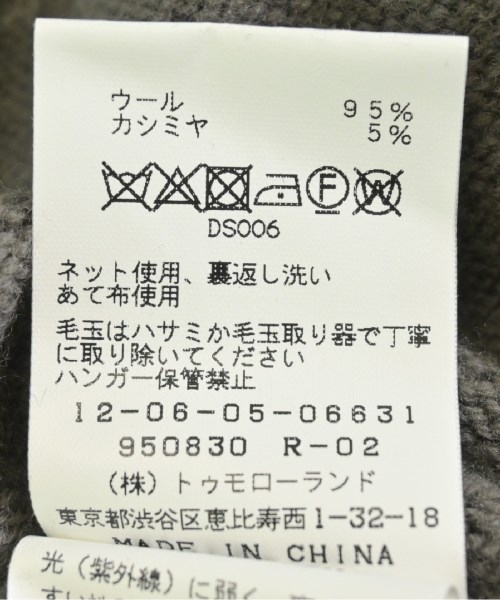 ウール 95%
カシミヤ 5%
F W
DS006
ネット使用、裏返し洗い
あて布使用
毛玉はハサミか毛玉取り器で丁寧
に取り除いてください
ハンガー保管禁止
12-06-05-06631
950830 R-02
(株)トゥモローランド
東京都渋谷区恵比寿西1-32-18
MADE IN CHINA
光(紫外線)に弱く